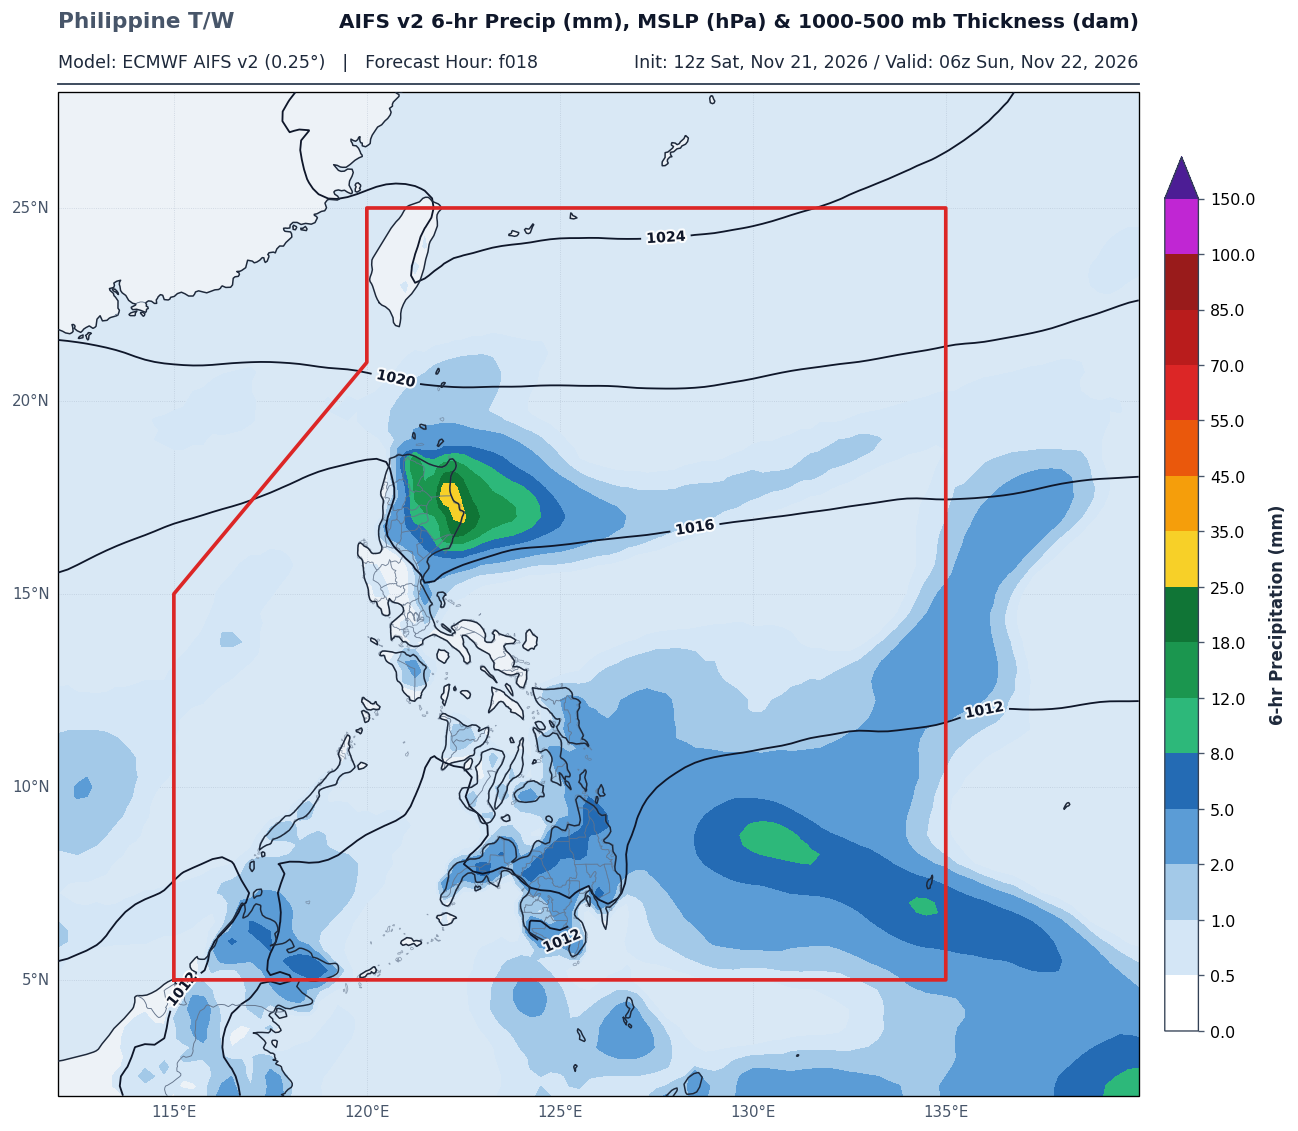 Philippine T/W
AIFS v2 6-hr Precip (mm), MSLP (hPa) & 1000-500 mb Thickness (dam)
Model: ECMWF AIFS v2 (0.25°)   |   Forecast Hour: f018
Init: 12z Sat, Nov 21, 2026 / Valid: 06z Sun, Nov 22, 2026
25°N
20°N
15°N
10°N
5°N
115°E
120°E
125°E
130°E
135°E
1024
1020
1016
1012
1012
1012
150.0
100.0
85.0
70.0
55.0
45.0
35.0
25.0
18.0
12.0
8.0
5.0
2.0
1.0
0.5
0.0
6-hr Precipitation (mm)